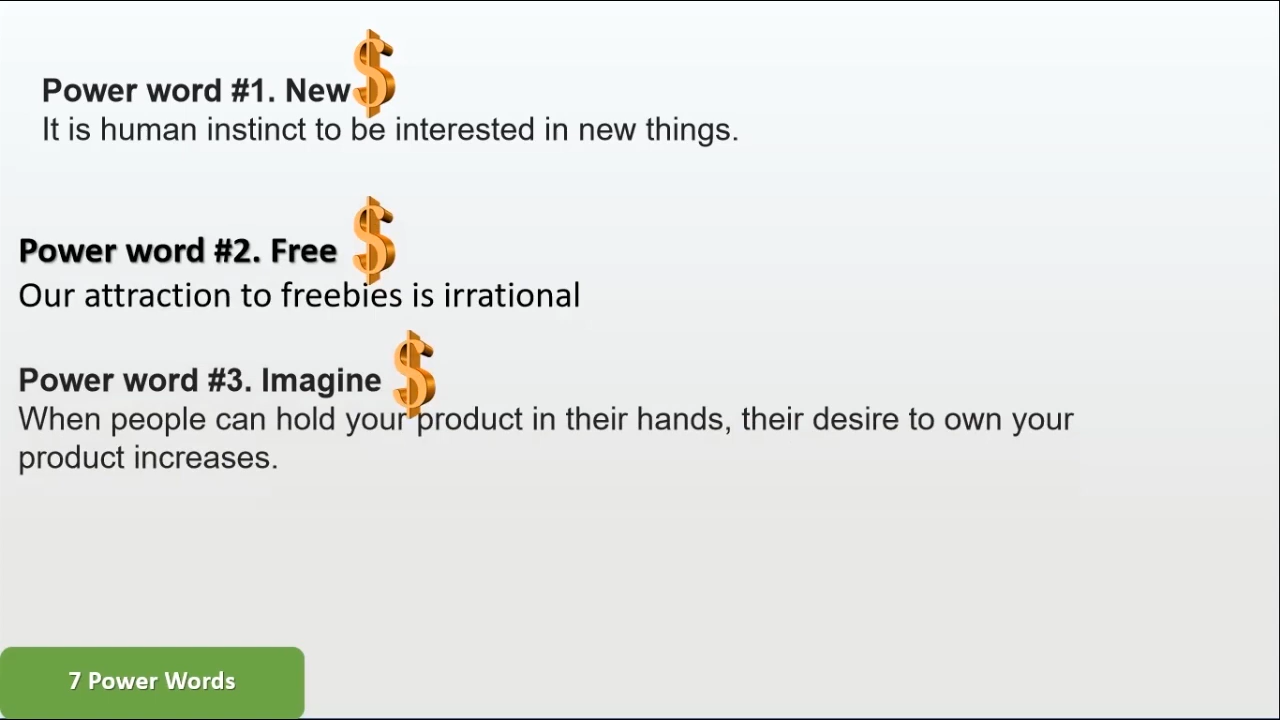 Power word #1. New
It is human instinct to be interested in new things.
Power word #2. Free
Our attraction to freebies is irrational
Power word #3. Imagine
When people can hold your product in their hands, their desire to own your
product increases.
7 Power Words